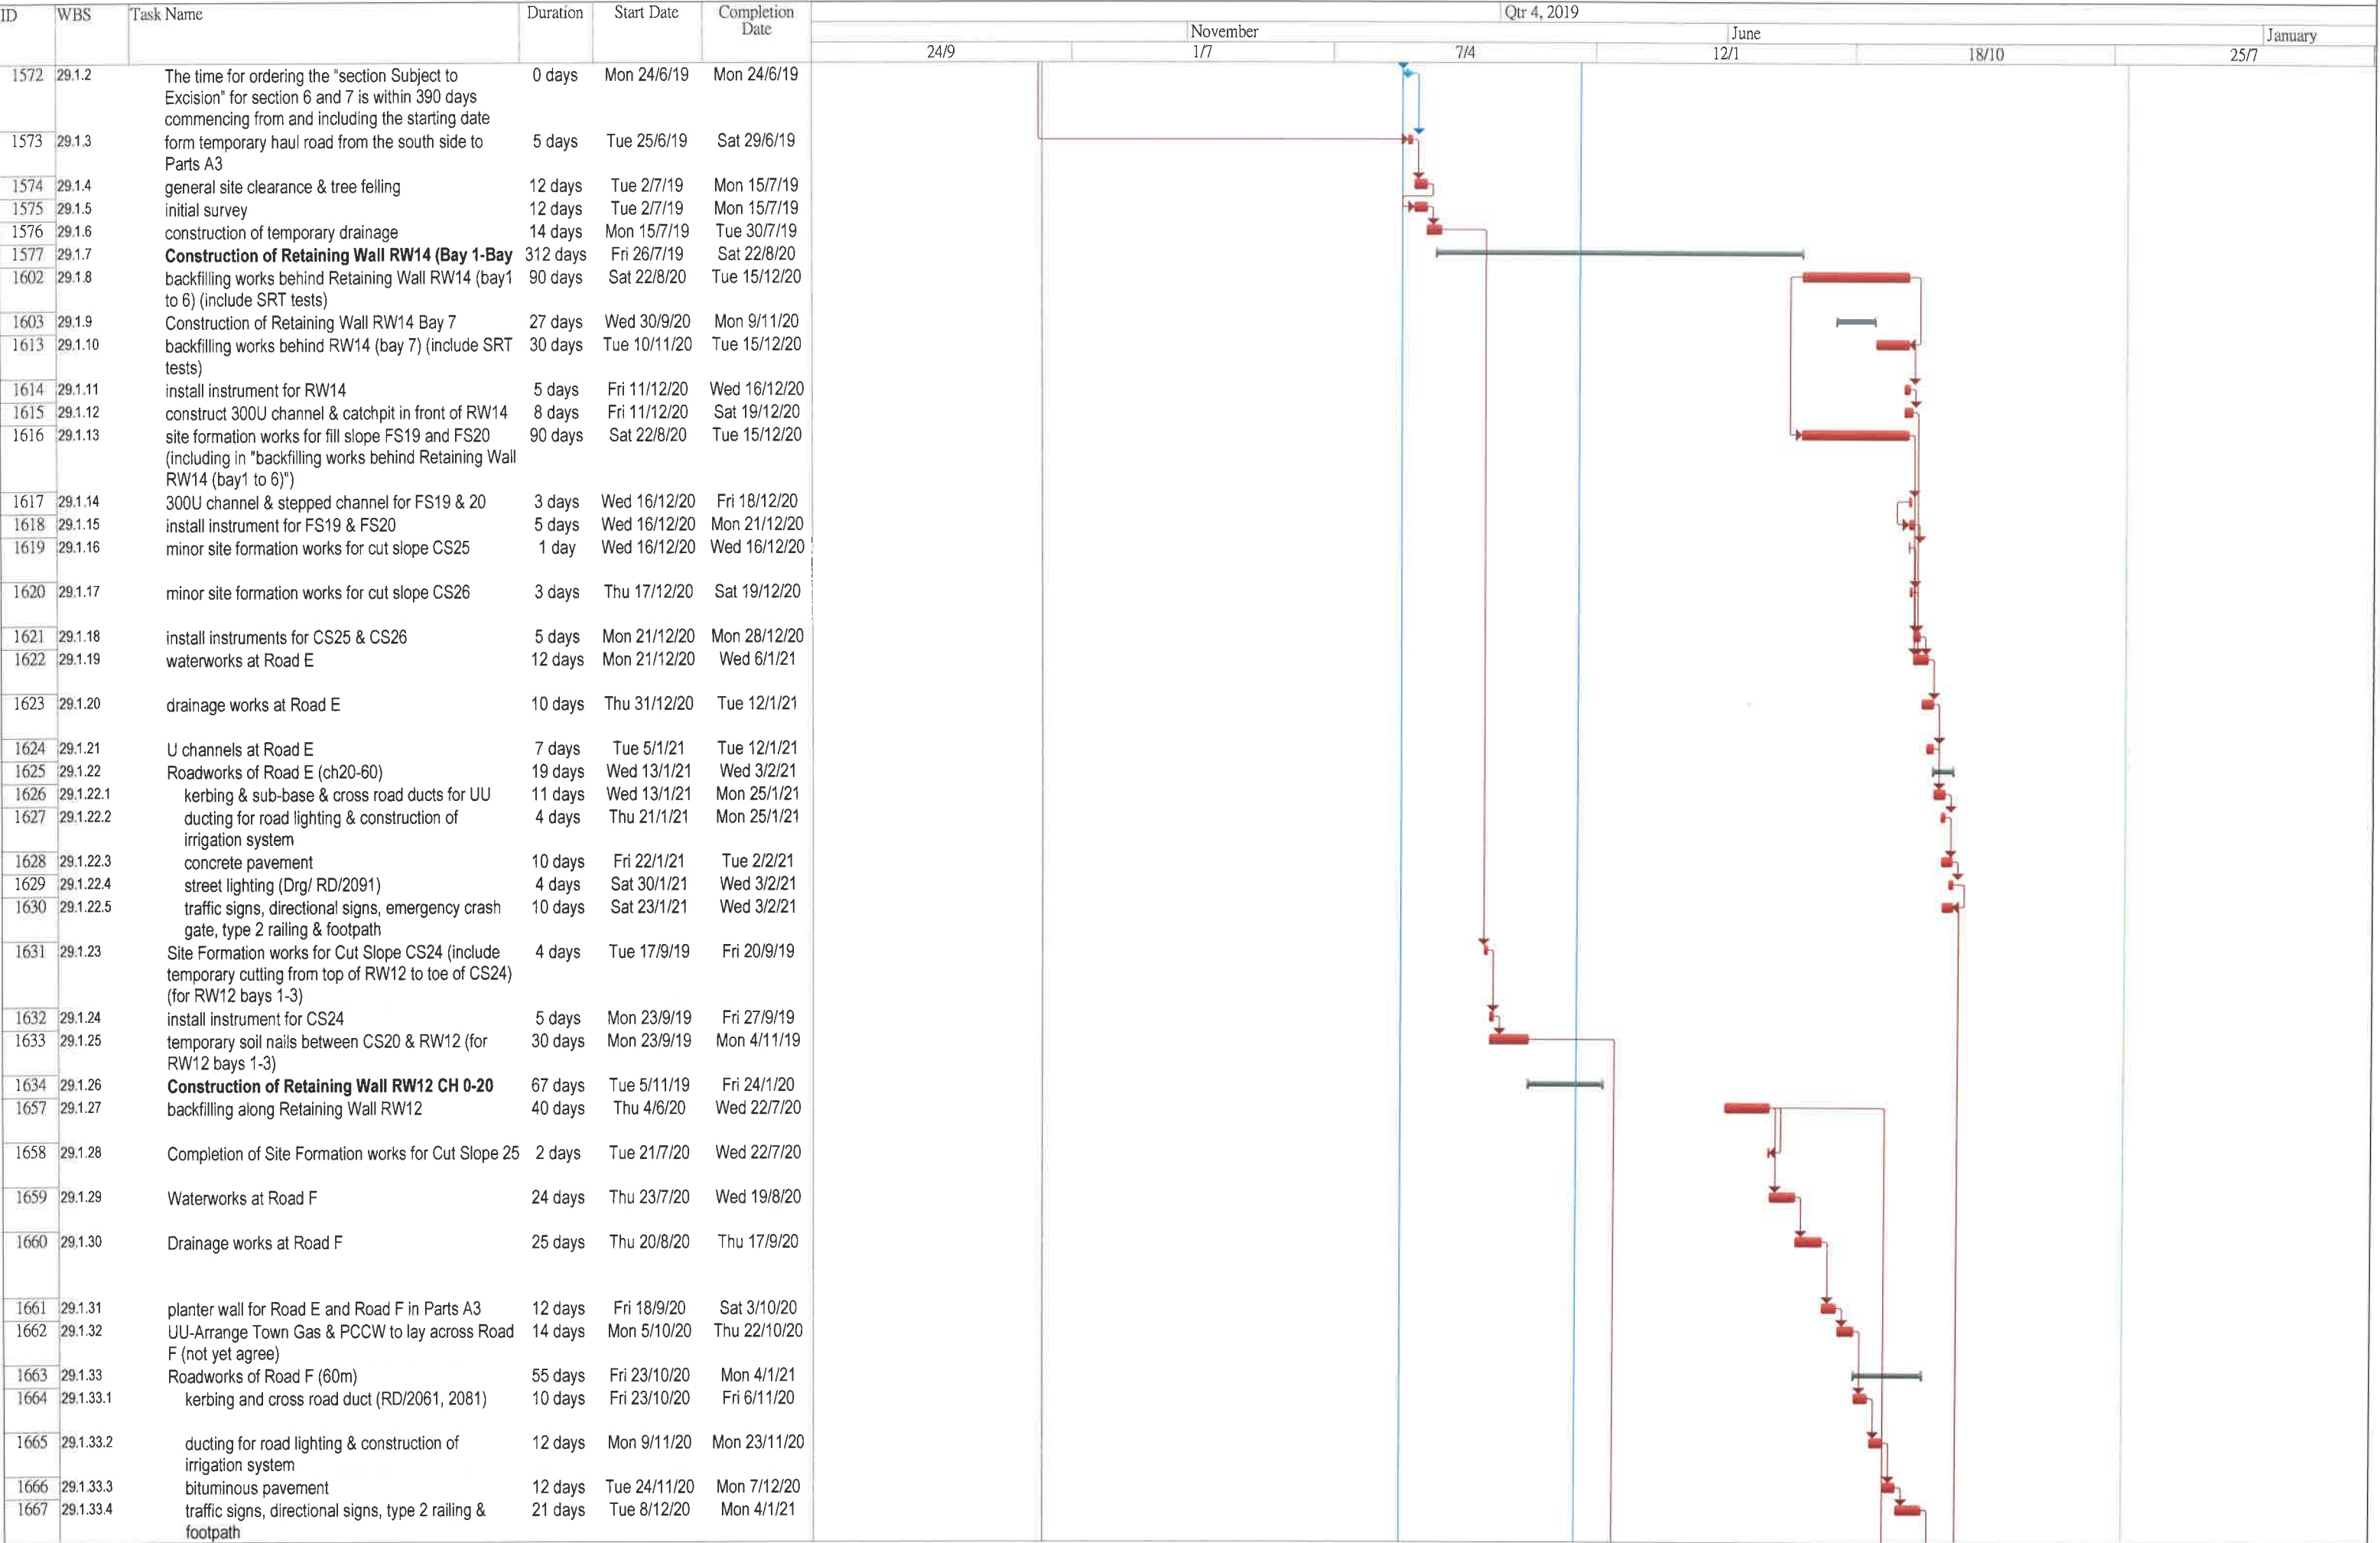 ID WBS Task Name Duration Start Date Completion Date
Qtr 4, 2019
November June January
24/9 1/7 7/4 12/1 18/10 25/7
1572 29.1.2 The time for ordering the "section Subject to 0 days Mon 24/6/19 Mon 24/6/19
Excision" for section 6 and 7 is within 390 days
commencing from and including the starting date
1573 29.1.3 form temporary haul road from the south side to 5 days Tue 25/6/19 Sat 29/6/19
Parts A3
1574 29.1.4 general site clearance & tree felling 12 days Tue 2/7/19 Mon 15/7/19
1575 29.1.5 initial survey 12 days Tue 2/7/19 Mon 15/7/19
1576 29.1.6 construction of temporary drainage 14 days Mon 15/7/19 Tue 30/7/19
1577 29.1.7 Construction of Retaining Wall RW14 (Bay 1-Bay 312 days Fri 26/7/19 Sat 22/8/20
1602 29.1.8 backfilling works behind Retaining Wall RW14 (bay1 90 days Sat 22/8/20 Tue 15/12/20
to 6) (include SRT tests)
1603 29.1.9 Construction of Retaining Wall RW14 Bay 7 27 days Wed 30/9/20 Mon 9/11/20
1613 29.1.10 backfilling works behind RW14 (bay 7) (include SRT 30 days Tue 10/11/20 Tue 15/12/20
tests)
1614 29.1.11 install instrument for RW14 5 days Fri 11/12/20 Wed 16/12/20
1615 29.1.12 construct 300U channel & catchpit in front of RW14 8 days Fri 11/12/20 Sat 19/12/20
1616 29.1.13 site formation works for fill slope FS19 and FS20 90 days Sat 22/8/20 Tue 15/12/20
(including in "backfilling works behind Retaining Wall
RW14 (bay1 to 6)")
1617 29.1.14 300U channel & stepped channel for FS19 & 20 3 days Wed 16/12/20 Fri 18/12/20
1618 29.1.15 install instrument for FS19 & FS20 5 days Wed 16/12/20 Mon 21/12/20
1619 29.1.16 minor site formation works for cut slope CS25 1 day Wed 16/12/20 Wed 16/12/20
1620 29.1.17 minor site formation works for cut slope CS26 3 days Thu 17/12/20 Sat 19/12/20
1621 29.1.18 install instruments for CS25 & CS26 5 days Mon 21/12/20 Mon 28/12/20
1622 29.1.19 waterworks at Road E 12 days Mon 21/12/20 Wed 6/1/21
1623 29.1.20 drainage works at Road E 10 days Thu 31/12/20 Tue 12/1/21
1624 29.1.21 U channels at Road E 7 days Tue 5/1/21 Tue 12/1/21
1625 29.1.22 Roadworks of Road E (ch20-60) 19 days Wed 13/1/21 Wed 3/2/21
1626 29.1.22.1 kerbing & sub-base & cross road ducts for UU 11 days Wed 13/1/21 Mon 25/1/21
1627 29.1.22.2 ducting for road lighting & construction of 4 days Thu 21/1/21 Mon 25/1/21
irrigation system
1628 29.1.22.3 concrete pavement 10 days Fri 22/1/21 Tue 2/2/21
1629 29.1.22.4 street lighting (Drg/ RD/2091) 4 days Sat 30/1/21 Wed 3/2/21
1630 29.1.22.5 traffic signs, directional signs, emergency crash 10 days Sat 23/1/21 Wed 3/2/21
gate, type 2 railing & footpath
1631 29.1.23 Site Formation works for Cut Slope CS24 (include 4 days Tue 17/9/19 Fri 20/9/19
temporary cutting from top of RW12 to toe of CS24)
(for RW12 bays 1-3)
1632 29.1.24 install instrument for CS24 5 days Mon 23/9/19 Fri 27/9/19
1633 29.1.25 temporary soil nails between CS20 & RW12 (for 30 days Mon 23/9/19 Mon 4/11/19
RW12 bays 1-3)
1634 29.1.26 Construction of Retaining Wall RW12 CH 0-20 67 days Tue 5/11/19 Fri 24/1/20
1657 29.1.27 backfilling along Retaining Wall RW12 40 days Thu 4/6/20 Wed 22/7/20
1658 29.1.28 Completion of Site Formation works for Cut Slope 25 2 days Tue 21/7/20 Wed 22/7/20
1659 29.1.29 Waterworks at Road F 24 days Thu 23/7/20 Wed 19/8/20
1660 29.1.30 Drainage works at Road F 25 days Thu 20/8/20 Thu 17/9/20
1661 29.1.31 planter wall for Road E and Road F in Parts A3 12 days Fri 18/9/20 Sat 3/10/20
1662 29.1.32 UU-Arrange Town Gas & PCCW to lay across Road 14 days Mon 5/10/20 Thu 22/10/20
F (not yet agree)
1663 29.1.33 Roadworks of Road F (60m) 55 days Fri 23/10/20 Mon 4/1/21
1664 29.1.33.1 kerbing and cross road duct (RD/2061, 2081) 10 days Fri 23/10/20 Fri 6/11/20
1665 29.1.33.2 ducting for road lighting & construction of 12 days Mon 9/11/20 Mon 23/11/20
irrigation system
1666 29.1.33.3 bituminous pavement 12 days Tue 24/11/20 Mon 7/12/20
1667 29.1.33.4 traffic signs, directional signs, type 2 railing & 21 days Tue 8/12/20 Mon 4/1/21
footpath